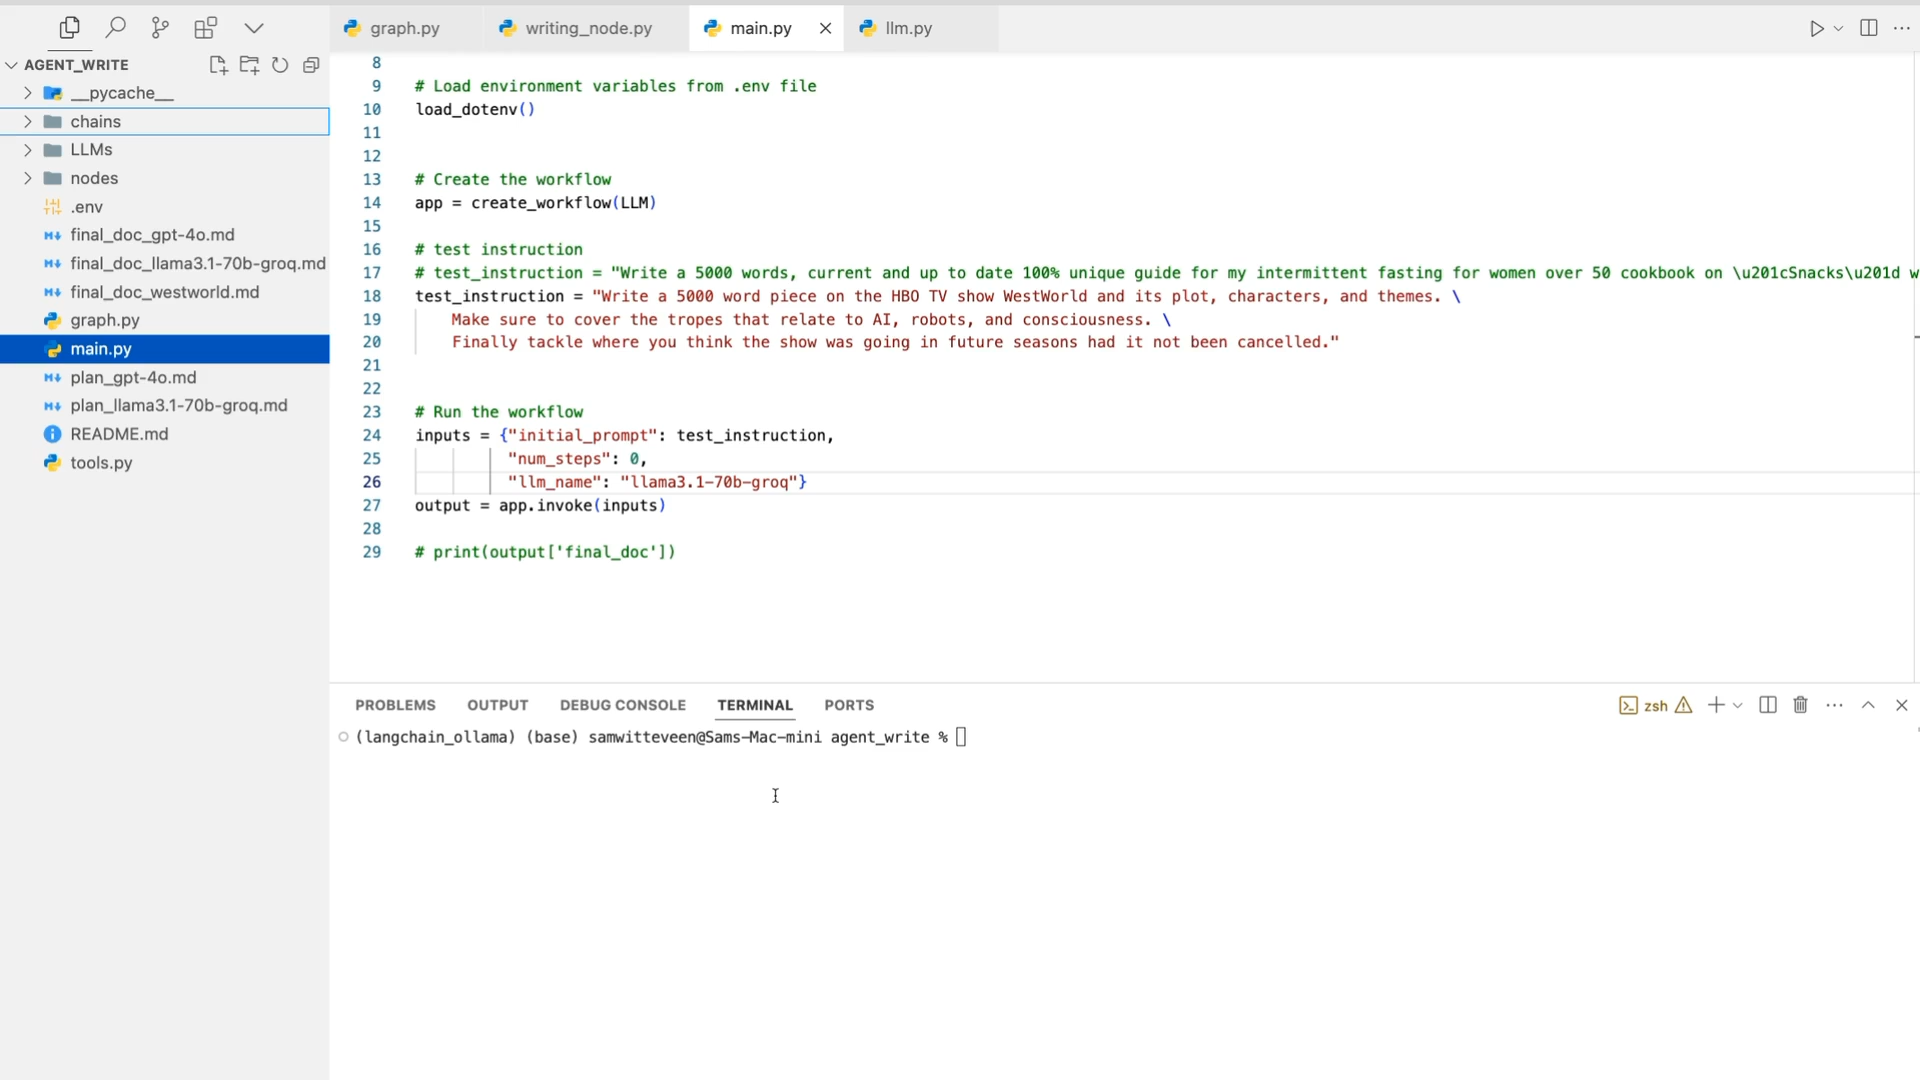 graph.py
writing_node.py
main.py
llm.py
AGENT_WRITE
__pycache__
chains
LLMs
nodes
.env
final_doc_gpt-4o.md
final_doc_llama3.1-70b-groq.md
final_doc_westworld.md
graph.py
main.py
plan_gpt-4o.md
plan_llama3.1-70b-groq.md
README.md
tools.py
8
9 # Load environment variables from .env file
10 load_dotenv()
11
12
13 # Create the workflow
14 app = create_workflow(LLM)
15
16 # test instruction
17 # test_instruction = "Write a 5000 words, current and up to date 100% unique guide for my intermittent fasting for women over 50 cookbook on \u201cSnacks\u201d w
18 test_instruction = "Write a 5000 word piece on the HBO TV show WestWorld and its plot, characters, and themes. \
19 Make sure to cover the tropes that relate to AI, robots, and consciousness. \
20 Finally tackle where you think the show was going in future seasons had it not been cancelled."
21
22
23 # Run the workflow
24 inputs = {"initial_prompt": test_instruction,
25 "num_steps": 0,
26 "llm_name": "llama3.1-70b-groq"}
27 output = app.invoke(inputs)
28
29 # print(output['final_doc'])
PROBLEMS OUTPUT DEBUG CONSOLE TERMINAL PORTS
zsh
(langchain_ollama) (base) samwitteveen@Sams-Mac-mini agent_write %